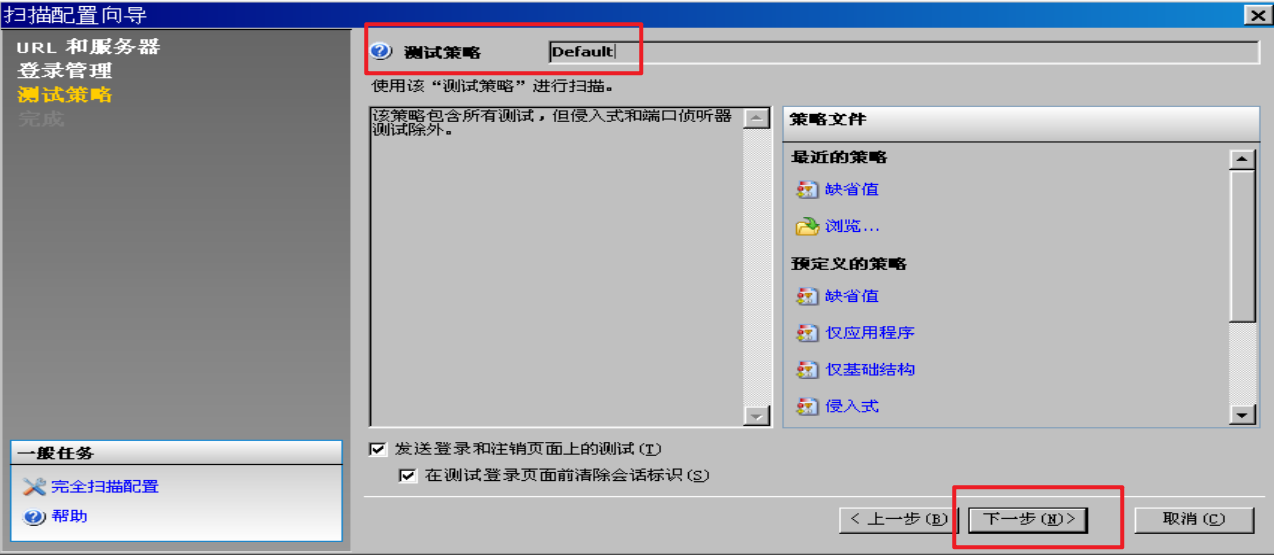 扫描配置向导
URL 和服务器
登录管理
测试策略
完成
测试策略 Default
使用该“测试策略”进行扫描。
该策略包含所有测试，但侵入式和端口侦听器
测试除外。
策略文件
最近的策略
缺省值
浏览...
预定义的策略
缺省值
仅应用程序
仅基础结构
侵入式
发送登录和注销页面上的测试(T)
在测试登录页面前清除会话标识(S)
一般任务
完全扫描配置
帮助
< 上一步(B) 下一步(N)> 取消(C)